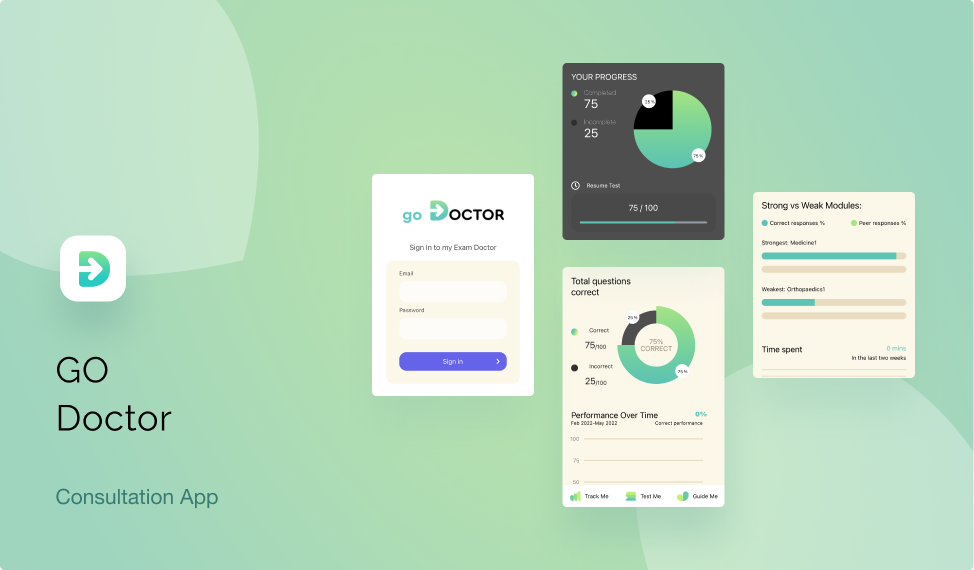 GO
Doctor
Consultation App
go DOCTOR
Sign In to my Exam Doctor
Email
Password
Sign in
YOUR PROGRESS
Completed
75
Incomplete
25
25%
75%
Resume Test
75 / 100
Total questions
correct
Correct
75/100
Incorrect
25/100
25%
75%
CORRECT
75%
Performance Over Time
0%
Feb 2022-May 2022
Correct performance
100
75
50
Track Me
Test Me
Guide Me
Strong vs Weak Modules:
Correct responses %
Peer responses %
Strongest: Medicine1
Weakest: Orthopaedics1
Time spent
0 mins
In the last two weeks